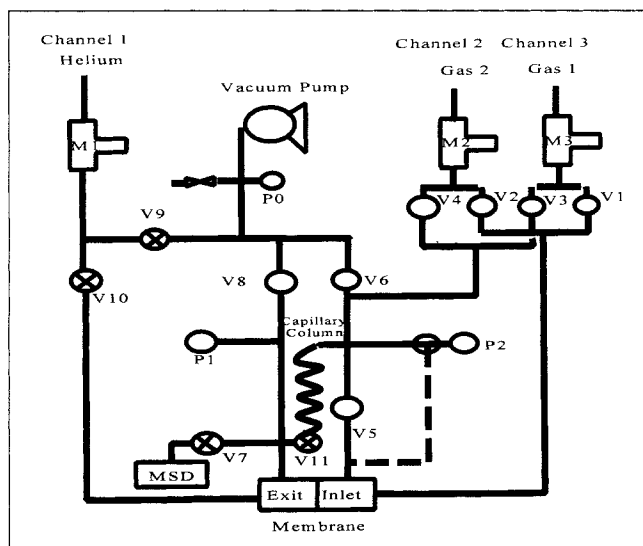 Channel 1
Helium
Channel 2
Gas 2
Channel 3
Gas 1
Vacuum Pump
M
M2
M3
P0
V4
V2
V3
V1
V9
V10
V8
V6
Capillary
Column
P1
P2
V5
V7
V11
MSD
Exit
Inlet
Membrane